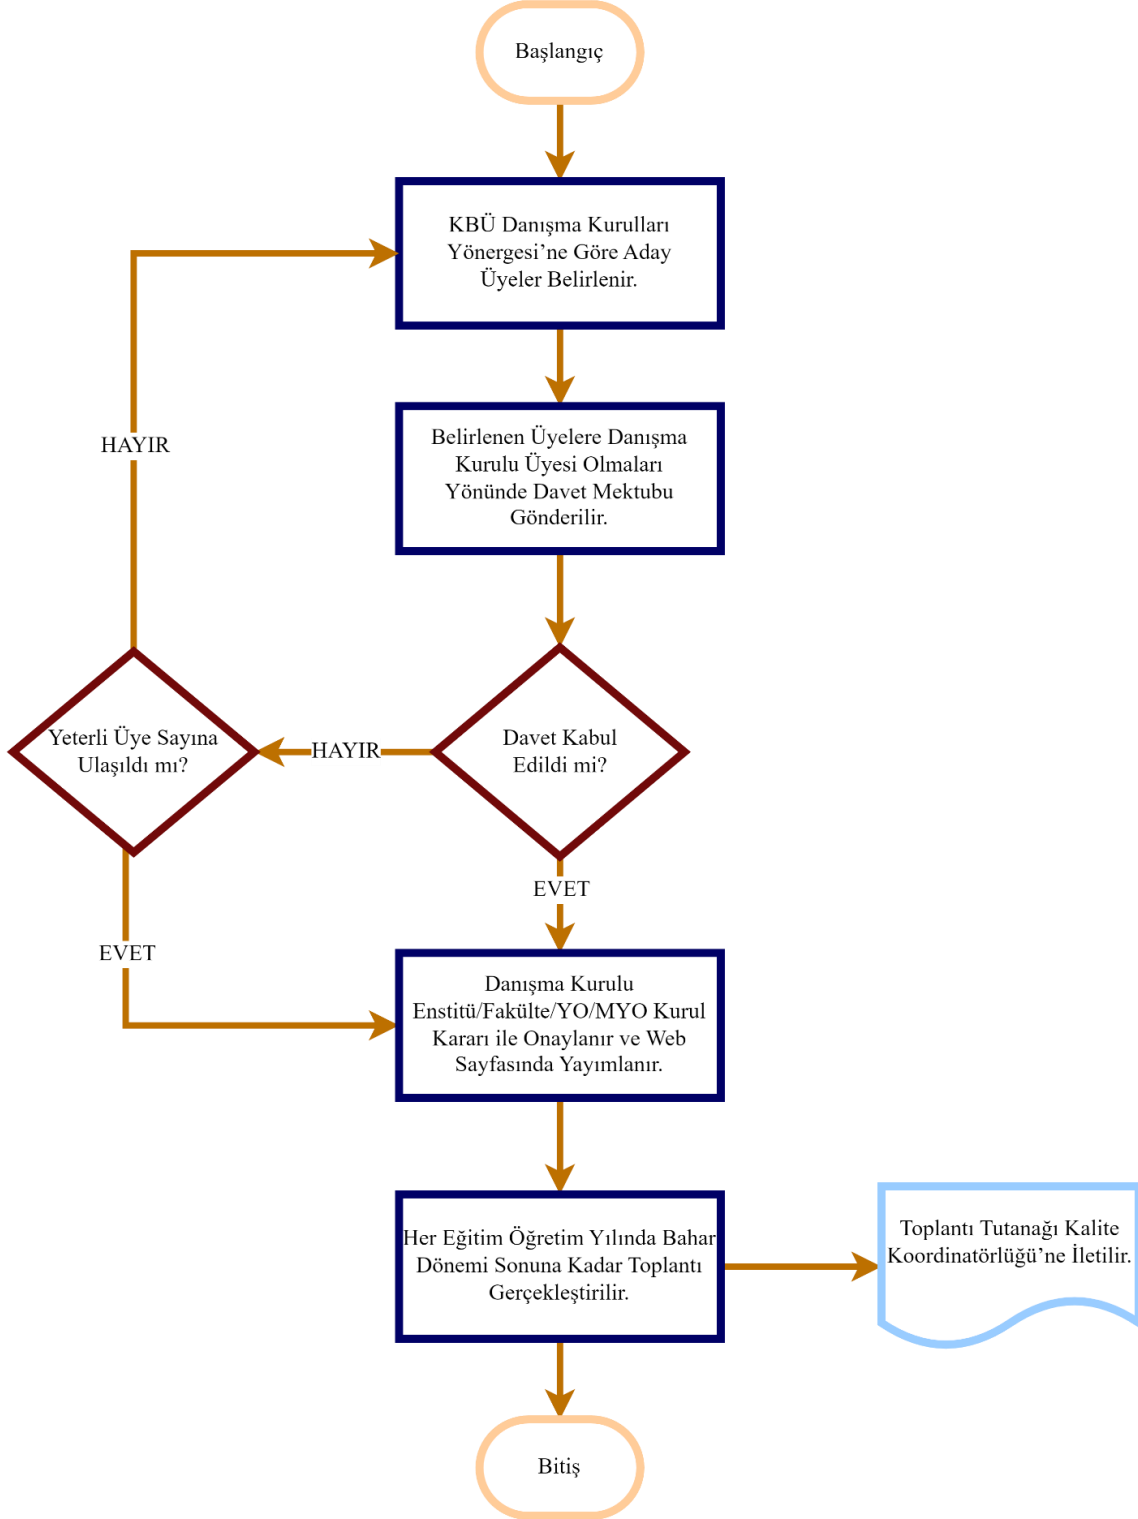 Başlangıç
KBÜ Danışma Kurulları
Yönergesi’ne Göre Aday
Üyeler Belirlenir.
HAYIR
Belirlenen Üyelere Danışma
Kurulu Üyesi Olmaları
Yönünde Davet Mektubu
Gönderilir.
Yeterli Üye Sayına
Ulaşıldı mı?
HAYIR
Davet Kabul
Edildi mi?
EVET
EVET
Danışma Kurulu
Enstitü/Fakülte/YO/MYO Kurul
Kararı ile Onaylanır ve Web
Sayfasında Yayımlanır.
Her Eğitim Öğretim Yılında Bahar
Dönemi Sonuna Kadar Toplantı
Gerçekleştirilir.
Toplantı Tutanağı Kalite
Koordinatörlüğü’ne İletilir.
Bitiş